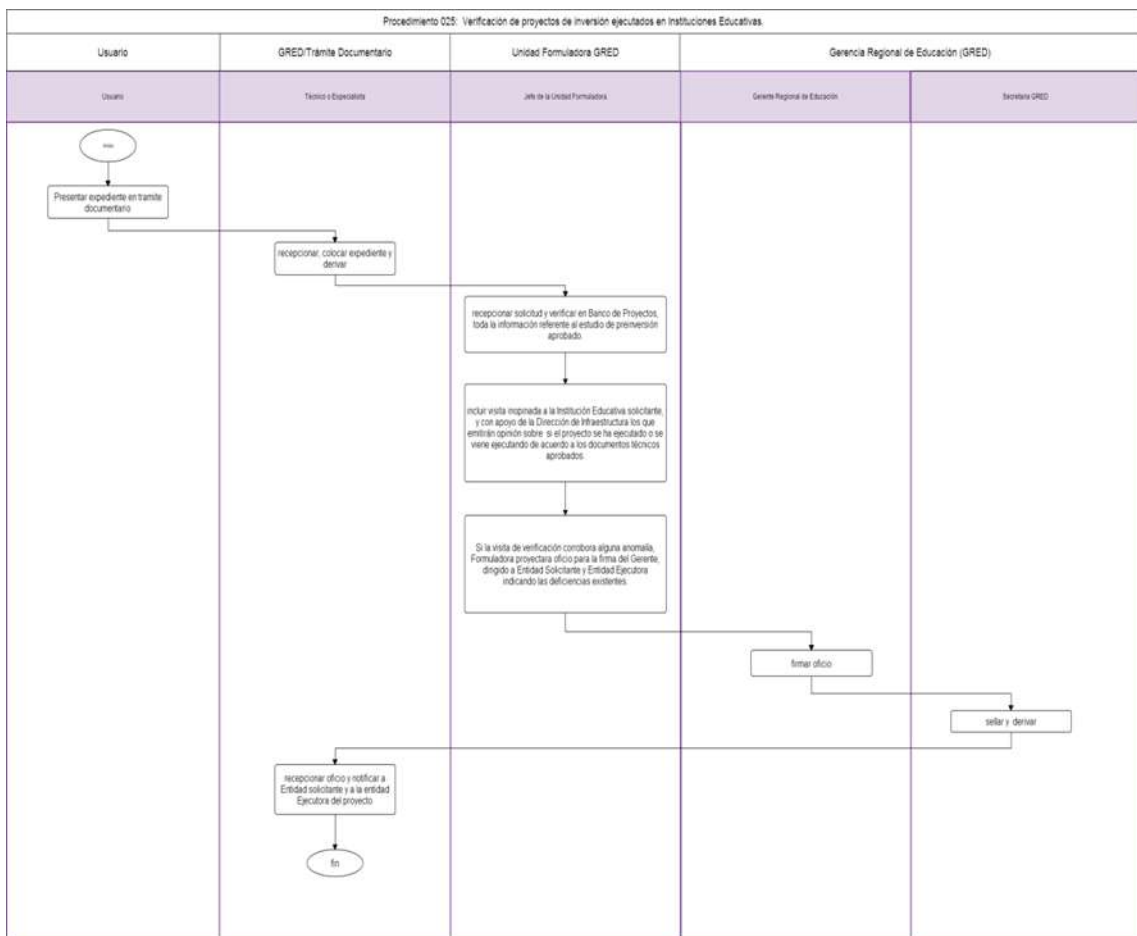 Procedimiento 025: Verificación de proyectos de inversión ejecutados en Instituciones Educativas.
Usuario
GRED/Trámite Documentario
Unidad Formuladora GRED
Gerencia Regional de Educación (GRED)
Usuario
Técnico o Especialista
Jefe de la Unidad Formuladora
Gerente Regional de Educación
Secretaria GRED
Inicio
Presentar expediente en tramite
documentario
recepcionar, colocar expediente y
derivar
recepcionar solicitud y verificar en Banco de Proyectos,
toda la información referente al estudio de preinversión
aprobado.
incluir visita inopinada a la Institución Educativa solicitante,
y con apoyo de la Dirección de Infraestructura los que
emitirán opinión sobre si el proyecto se ha ejecutado o se
viene ejecutando de acuerdo a los documentos técnicos
aprobados.
Si la visita de verificación corrobora alguna anomalía,
Formuladora proyectara oficio para la firma del Gerente,
dirigido a Entidad Solicitante y Entidad Ejecutora
indicando las deficiencias existentes.
firmar oficio
sellar y derivar
recepcionar oficio y notificar a
Entidad solicitante y a la entidad
Ejecutora del proyecto
fin